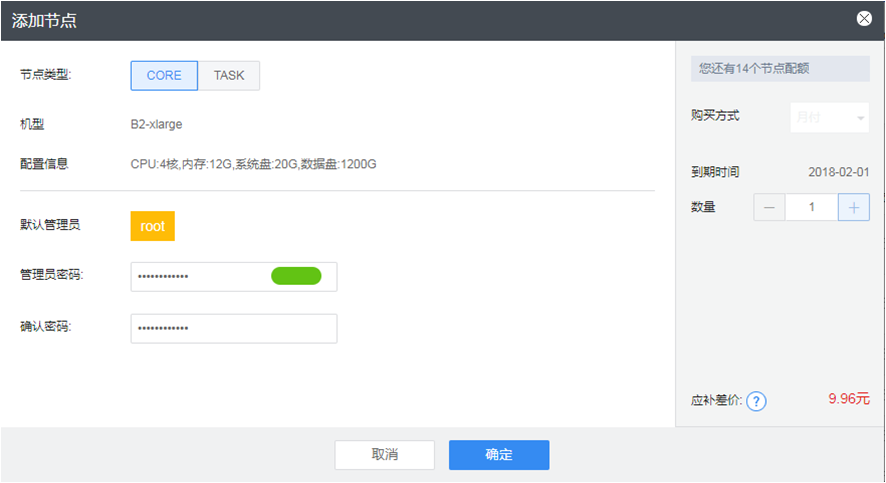 添加节点
节点类型: CORE TASK
机型 B2-xlarge
配置信息 CPU:4核,内存:12G,系统盘:20G,数据盘:1200G
默认管理员 root
管理员密码: ••••••••••••
确认密码: ••••••••••••
您还有14个节点配额
购买方式 月付
到期时间 2018-02-01
数量 － 1 ＋
应补差价: ? 9.96元
取消 确定